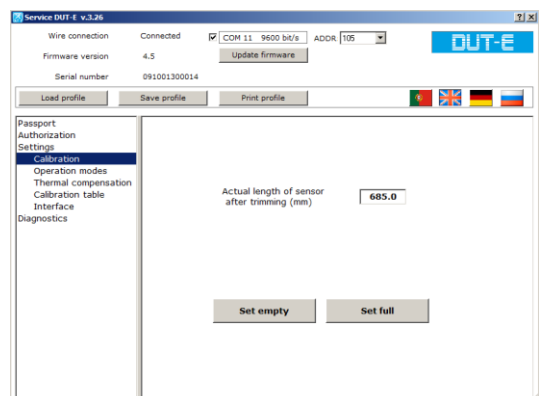 Service DUT-E v.3.26
Wire connection Connected COM 11 9600 bit/s ADDR 105
Firmware version 4.5 Update firmware
Serial number 091001300014
DUT-E
Load profile Save profile Print profile
Passport
Authorization
Settings
Calibration
Operation modes
Thermal compensation
Calibration table
Interface
Diagnostics
Actual length of sensor
after trimming (mm) 685.0
Set empty Set full